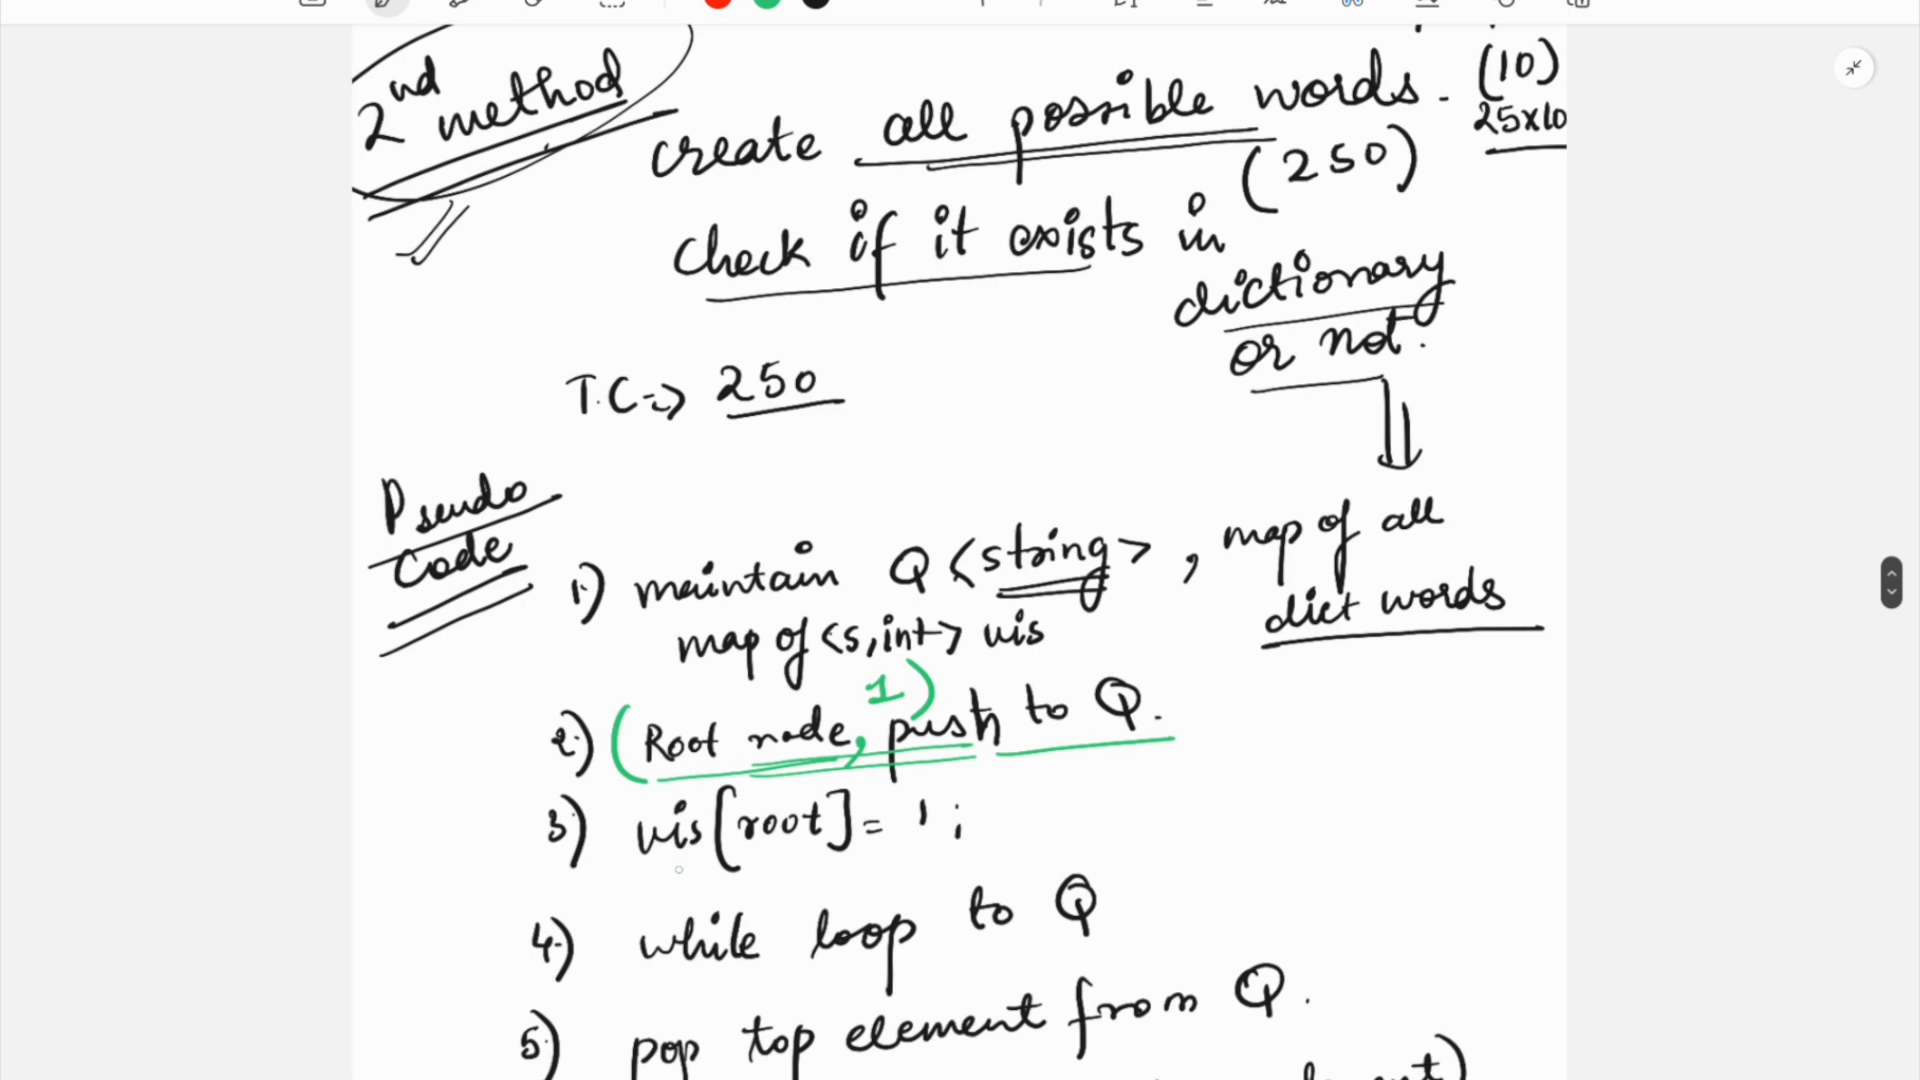 2nd method
create all possible words. (10)
25x10
(250)
check if it exists in
dictionary
or not.
T.C-> 250
Pseudo
Code
1.) maintain Q <string>, map of all
dict words
map of <s,int> vis
2.) (Root node, push to Q.
1)
3) vis[root]= 1;
4.) while loop to Q
5) pop top element from Q.